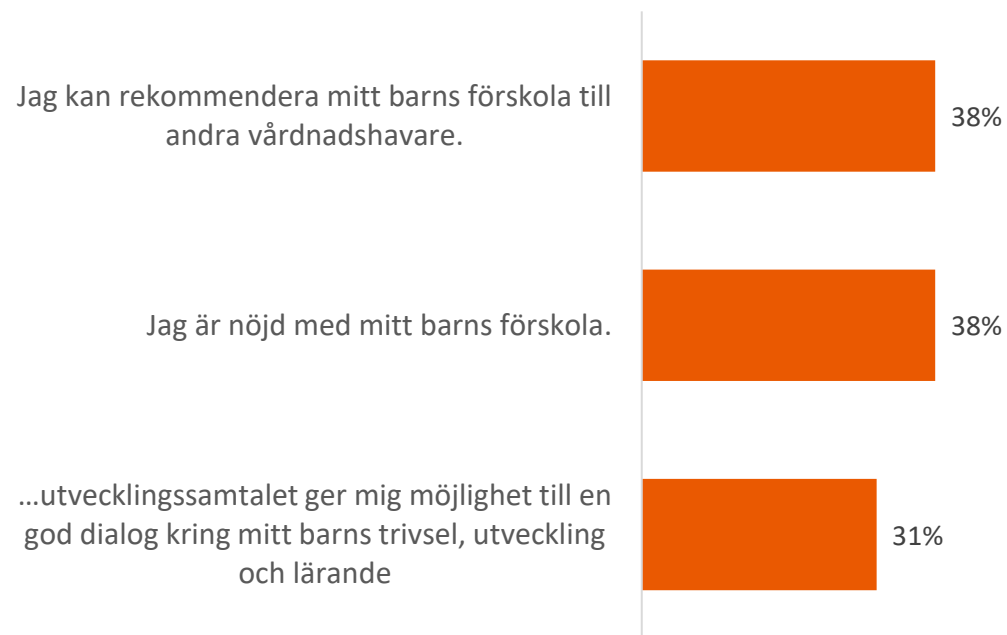 Jag kan rekommendera mitt barns förskola till
andra vårdnadshavare.
38%
Jag är nöjd med mitt barns förskola.
38%
...utvecklingssamtalet ger mig möjlighet till en
god dialog kring mitt barns trivsel, utveckling
och lärande
31%